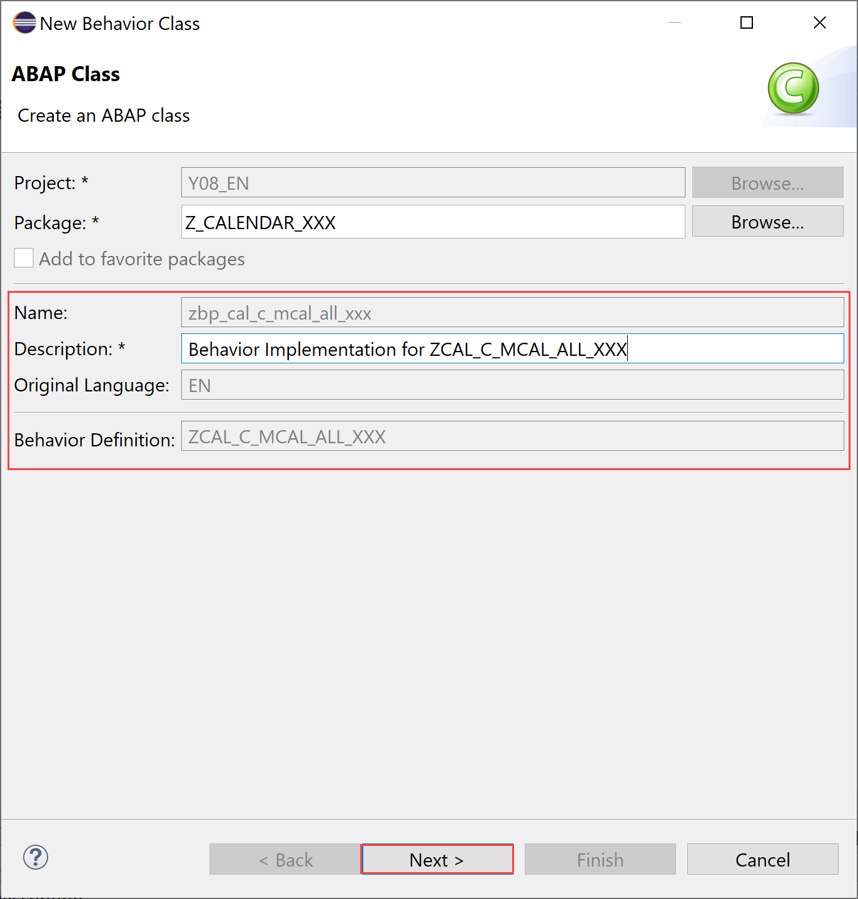 New Behavior Class
ABAP Class
Create an ABAP class
Project: * Y08_EN Browse...
Package: * Z_CALENDAR_XXX Browse...
Add to favorite packages
Name: zbp_cal_c_mcal_all_xxx
Description: * Behavior Implementation for ZCAL_C_MCAL_ALL_XXX
Original Language: EN
Behavior Definition: ZCAL_C_MCAL_ALL_XXX
? < Back Next > Finish Cancel